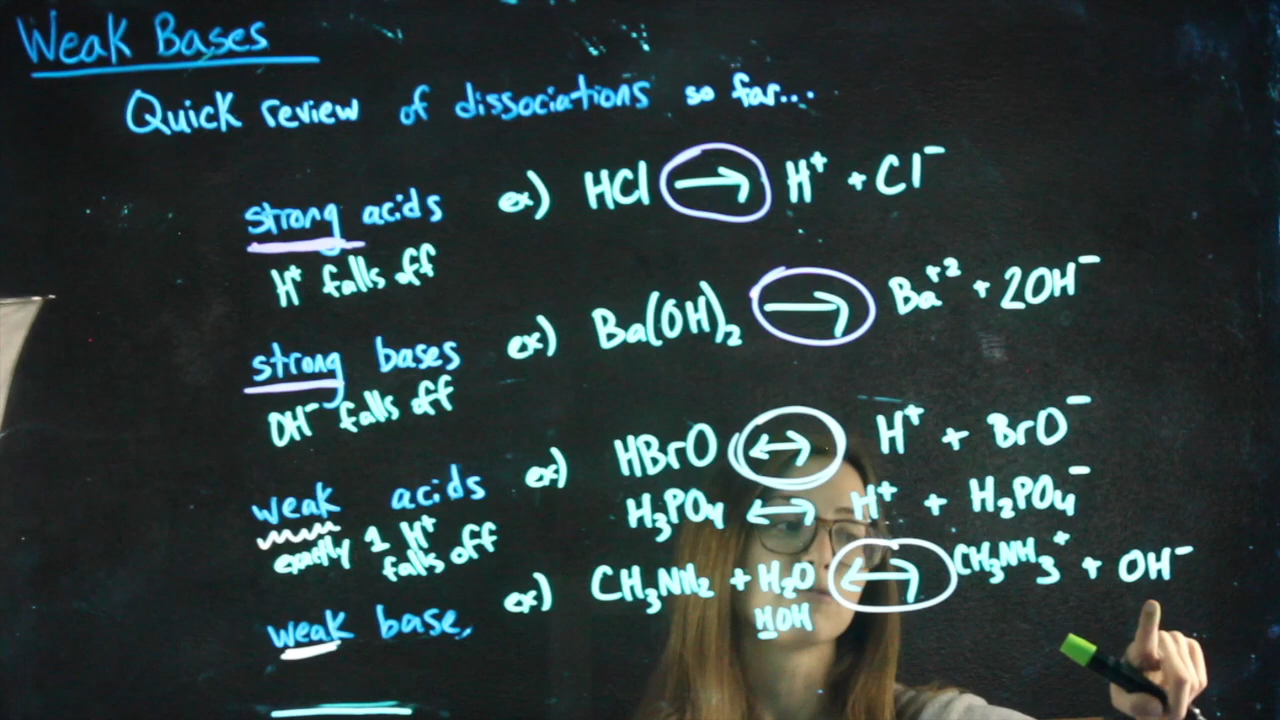 Weak Bases
Quick review of dissociations so far...
strong acids ex) HCl → H⁺ + Cl⁻
H⁺ falls off
strong bases ex) Ba(OH)₂ → Ba⁺² + 2OH⁻
OH⁻ falls off
weak acids ex) HBrO ↔ H⁺ + BrO⁻
H₃PO₄ ↔ H⁺ + H₂PO₄⁻
exactly 1 H⁺
falls off
weak base, ex) CH₃NH₂ + H₂O ↔ CH₃NH₃⁺ + OH⁻
HOH